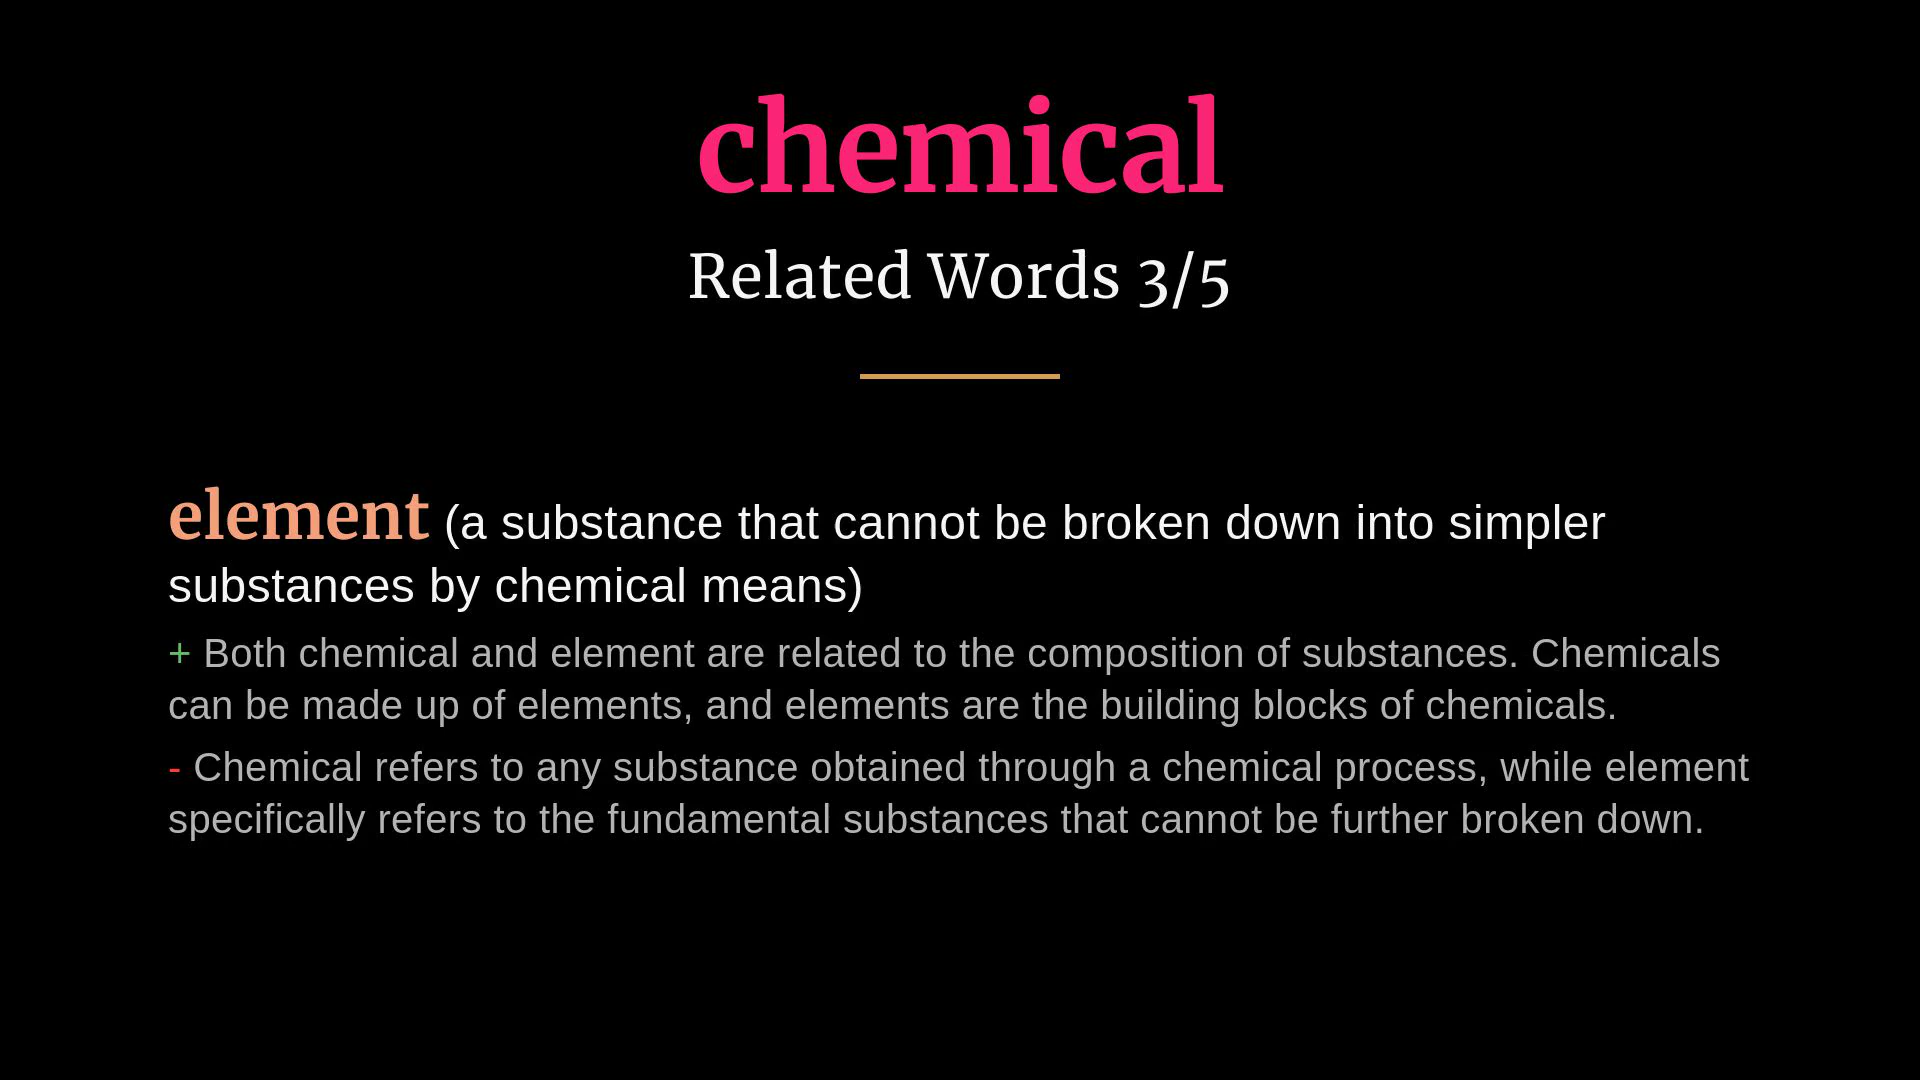 chemical
Related Words 3/5
element (a substance that cannot be broken down into simpler
substances by chemical means)
+ Both chemical and element are related to the composition of substances. Chemicals
can be made up of elements, and elements are the building blocks of chemicals.
- Chemical refers to any substance obtained through a chemical process, while element
specifically refers to the fundamental substances that cannot be further broken down.